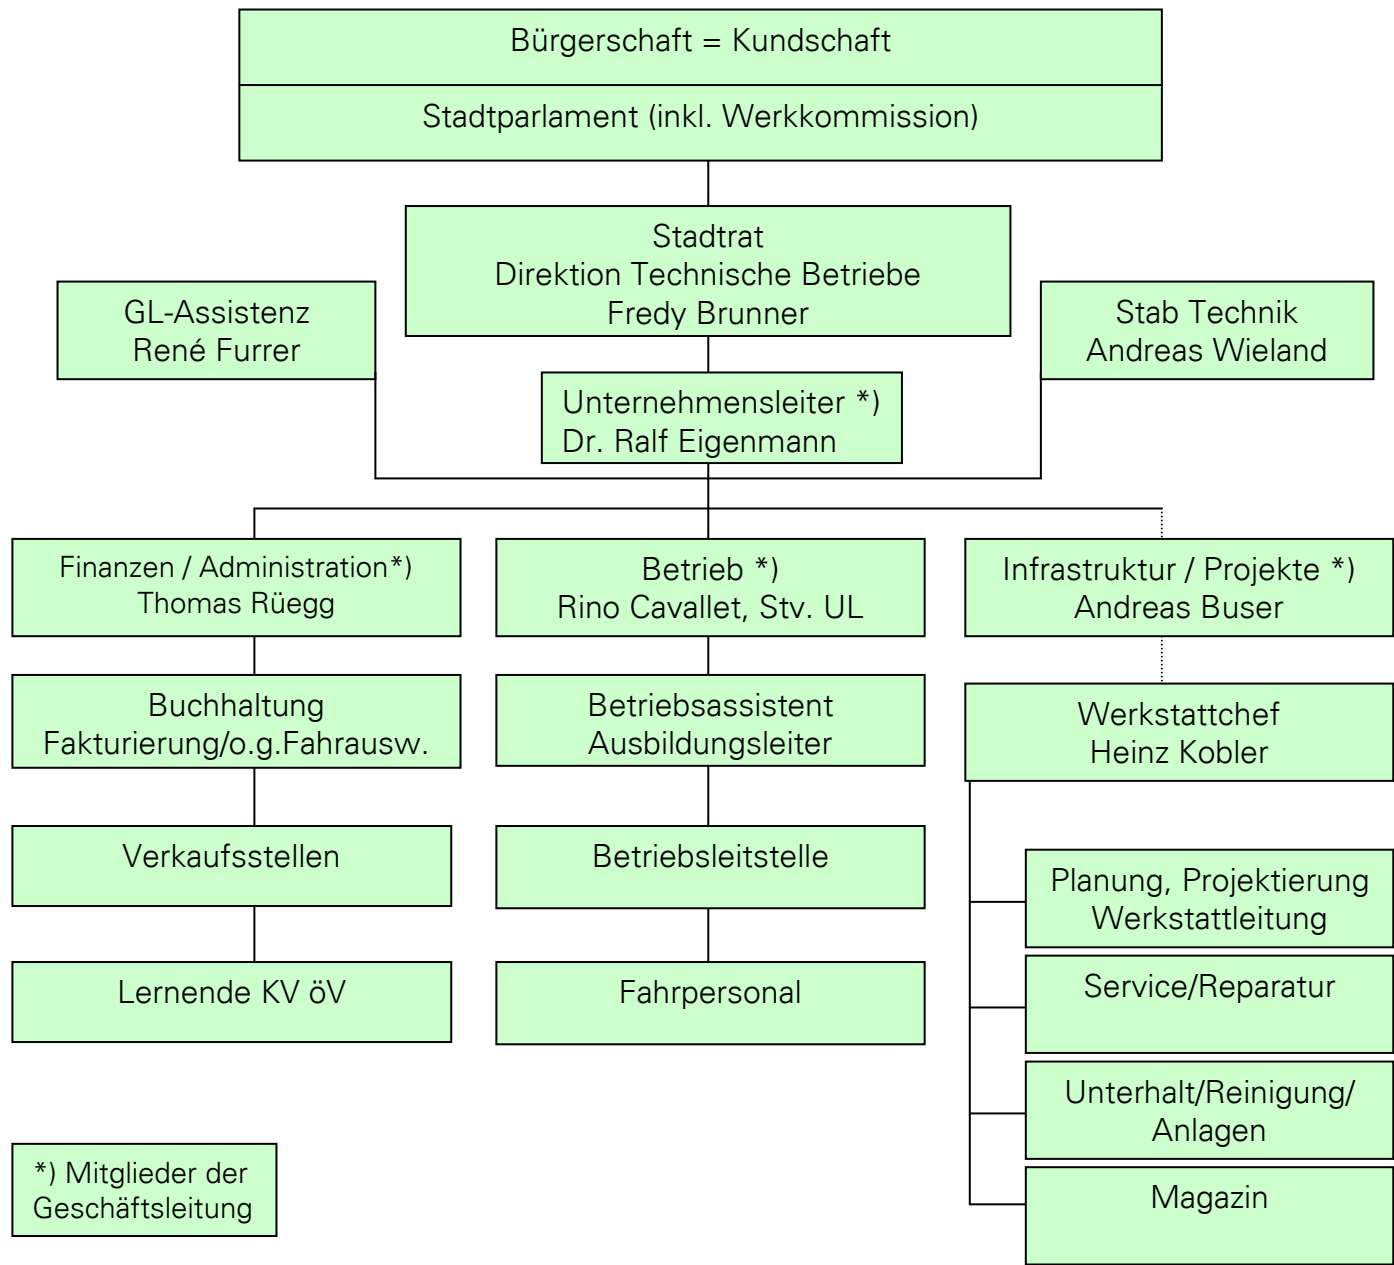 Bürgerschaft = Kundschaft
Stadtparlament (inkl. Werkkommission)
Stadtrat
Direktion Technische Betriebe
Fredy Brunner
GL-Assistenz
René Furrer
Stab Technik
Andreas Wieland
Unternehmensleiter *)
Dr. Ralf Eigenmann
Finanzen / Administration*)
Thomas Rüegg
Betrieb *)
Rino Cavallet, Stv. UL
Infrastruktur / Projekte *)
Andreas Buser
Buchhaltung
Fakturierung/o.g.Fahrausw.
Betriebsassistent
Ausbildungsleiter
Werkstattchef
Heinz Kobler
Verkaufsstellen
Betriebsleitstelle
Planung, Projektierung
Werkstattleitung
Lernende KV öV
Fahrpersonal
Service/Reparatur
Unterhalt/Reinigung/
Anlagen
Magazin
*) Mitglieder der
Geschäftsleitung